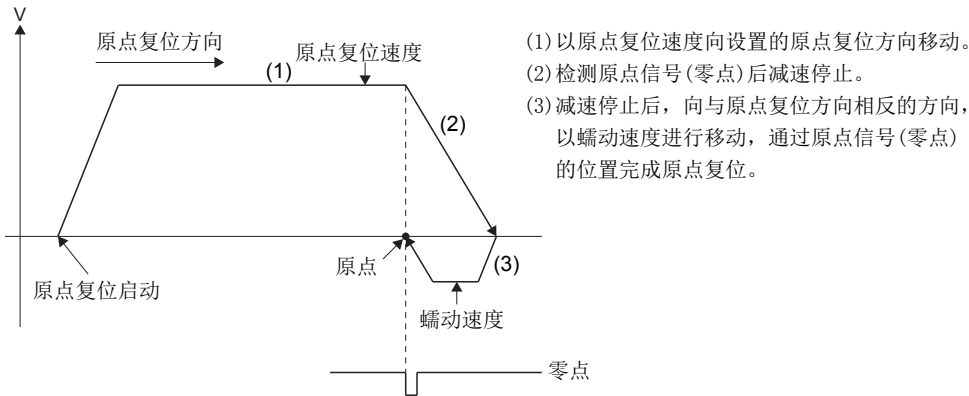 V
原点复位方向
原点复位速度
(1)
(2)
(3)
原点
原点复位启动
蠕动速度
零点
(1)以原点复位速度向设置的原点复位方向移动。
(2)检测原点信号(零点)后减速停止。
(3)减速停止后，向与原点复位方向相反的方向，
以蠕动速度进行移动，通过原点信号(零点)
的位置完成原点复位。